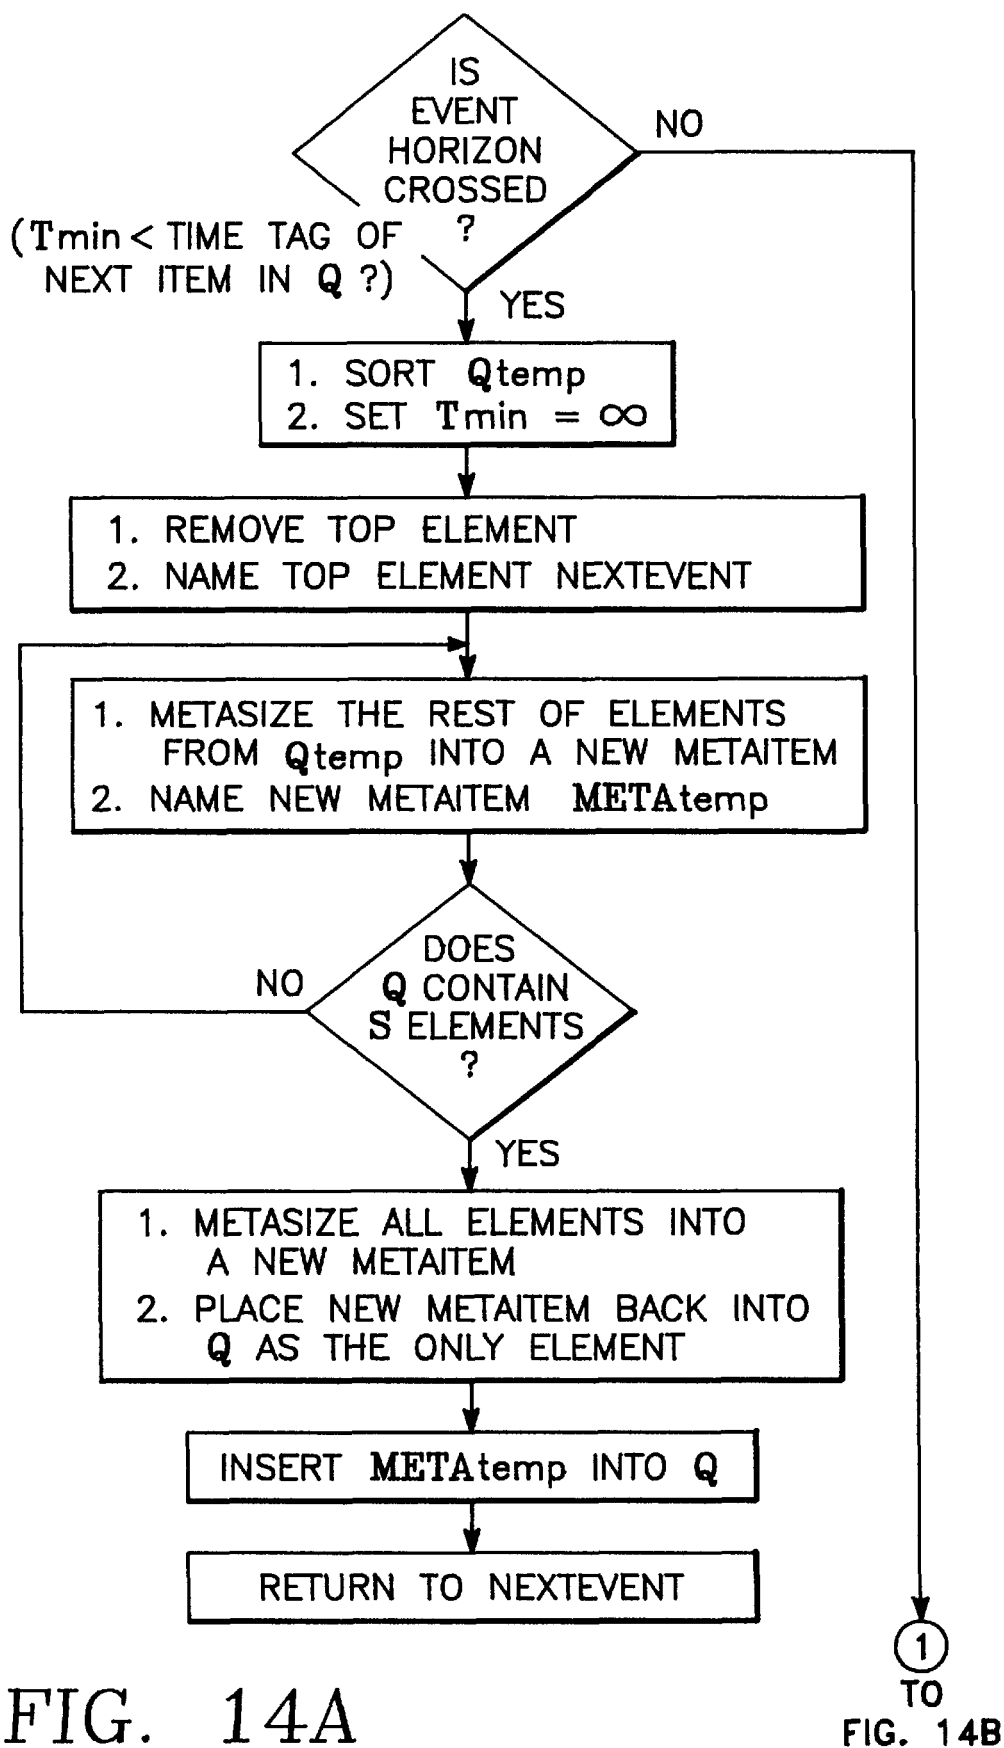 IS
EVENT
HORIZON
CROSSED
?
NO
(Tmin < TIME TAG OF
NEXT ITEM IN Q ?)
YES
1. SORT Qtemp
2. SET Tmin = ∞
1. REMOVE TOP ELEMENT
2. NAME TOP ELEMENT NEXTEVENT
1. METASIZE THE REST OF ELEMENTS
FROM Qtemp INTO A NEW METAITEM
2. NAME NEW METAITEM METAtemp
DOES
Q CONTAIN
S ELEMENTS
?
NO
YES
1. METASIZE ALL ELEMENTS INTO
A NEW METAITEM
2. PLACE NEW METAITEM BACK INTO
Q AS THE ONLY ELEMENT
INSERT METAtemp INTO Q
RETURN TO NEXTEVENT
1
TO
FIG. 14B
FIG. 14A